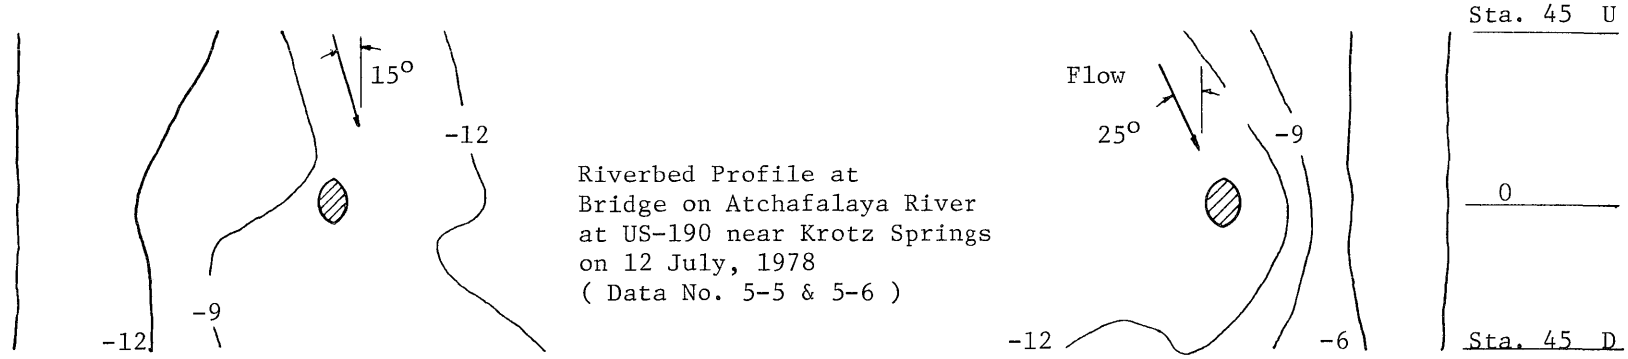 Sta. 45 U
15°
Flow
25°
-12
-9
Riverbed Profile at
Bridge on Atchafalaya River
at US-190 near Krotz Springs
on 12 July, 1978
( Data No. 5-5 & 5-6 )
0
-9
-12
-12
-6
Sta. 45 D